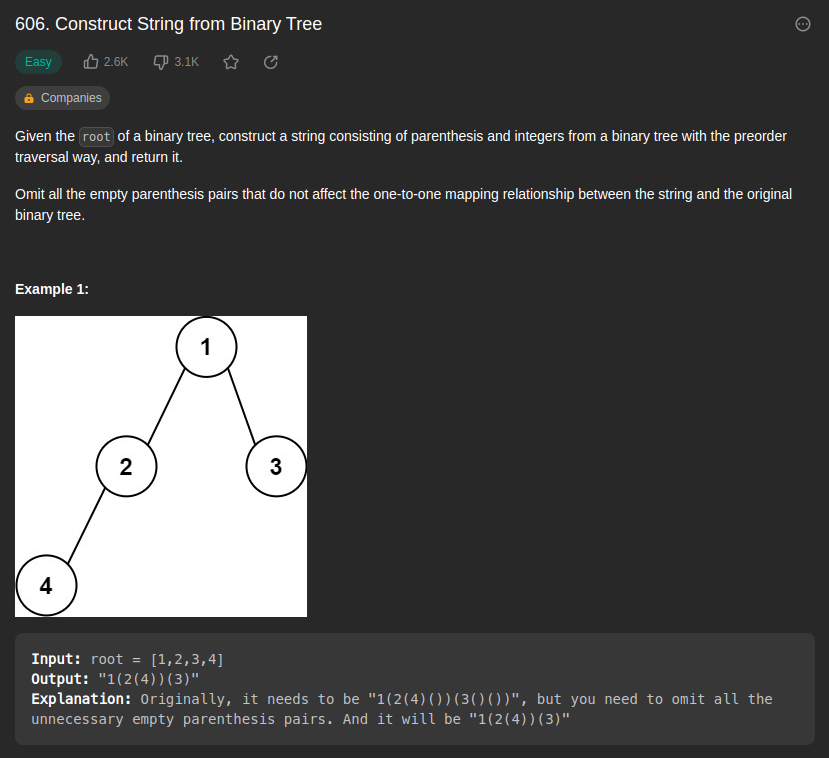 606. Construct String from Binary Tree
Easy 2.6K 3.1K
Companies
Given the root of a binary tree, construct a string consisting of parenthesis and integers from a binary tree with the preorder
traversal way, and return it.
Omit all the empty parenthesis pairs that do not affect the one-to-one mapping relationship between the string and the original
binary tree.
Example 1:
1
2 3
4
Input: root = [1,2,3,4]
Output: "1(2(4))(3)"
Explanation: Originally, it needs to be "1(2(4)())(3()())", but you need to omit all the
unnecessary empty parenthesis pairs. And it will be "1(2(4))(3)"